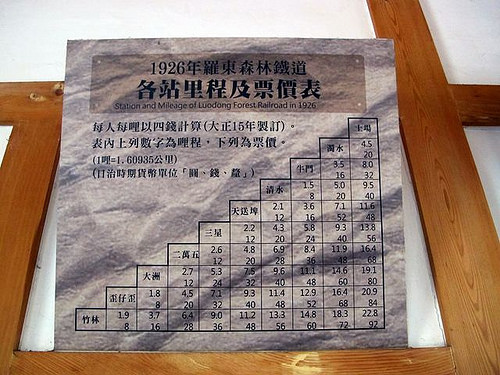 1926年羅東森林鐵道
各站里程及票價表
Station and Mileage of Luodong Forest Railroad in 1926
每人每哩以四錢計算(大正15年製訂)。
表內上列數字為哩程,下列為票價。
(1哩=1.60935公里)
(日治時期貨幣單位「圓、錢、釐」)
土場
濁水 4.5
20
牛鬥 3.5 8.0
16 32
清水 1.5 5.0 9.5
8 20 40
天送埤 2.1 3.6 7.1 11.6
12 16 52 48
三星 2.2 4.3 5.8 9.3 13.8
12 20 24 40 56
二萬五 2.6 4.8 6.9 8.4 11.9 16.4
12 20 28 36 48 68
大洲 2.7 5.3 7.5 9.6 11.1 14.6 19.1
12 24 32 40 48 60 80
歪仔歪 1.8 4.5 7.1 9.3 11.4 12.9 16.4 20.9
8 20 32 40 48 52 68 84
竹林 1.9 3.7 6.4 9.0 11.2 13.3 14.8 18.3 22.8
8 16 28 36 48 56 60 72 92